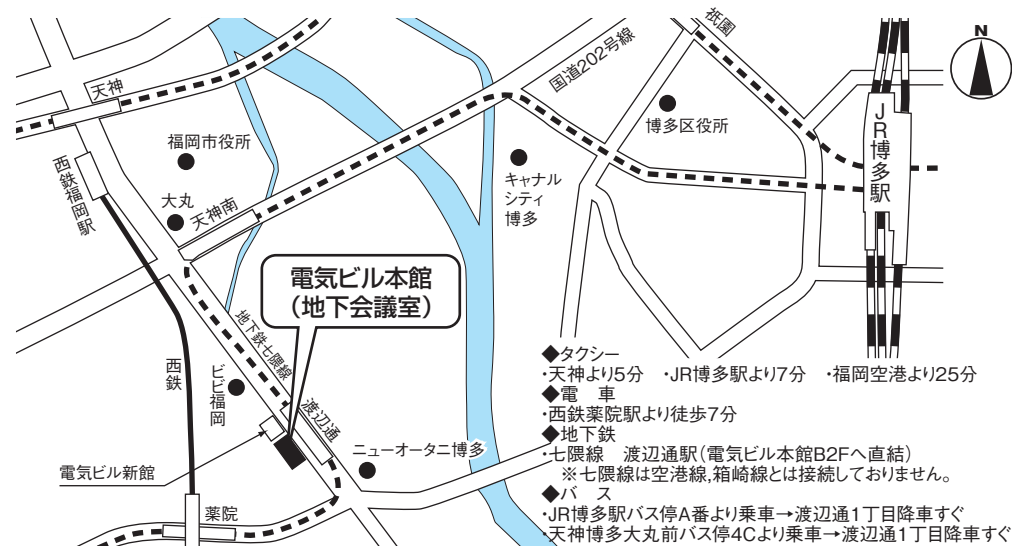 祇園
N
国道202号線
天神
博多区役所
JR博多駅
福岡市役所
西鉄福岡駅
大丸
天神南
キャナル
シティ
博多
電気ビル本館
（地下会議室）
地下鉄七隈線
西鉄
ビビ福岡
渡辺通
ニューオータニ博多
電気ビル新館
薬院
◆タクシー
・天神より5分　・JR博多駅より7分　・福岡空港より25分
◆電　車
・西鉄薬院駅より徒歩7分
◆地下鉄
・七隈線　渡辺通駅（電気ビル本館B2Fへ直結）
※七隈線は空港線,箱崎線とは接続しておりません。
◆バ　ス
・JR博多駅バス停A番より乗車→渡辺通1丁目降車すぐ
・天神博多大丸前バス停4Cより乗車→渡辺通1丁目降車すぐ